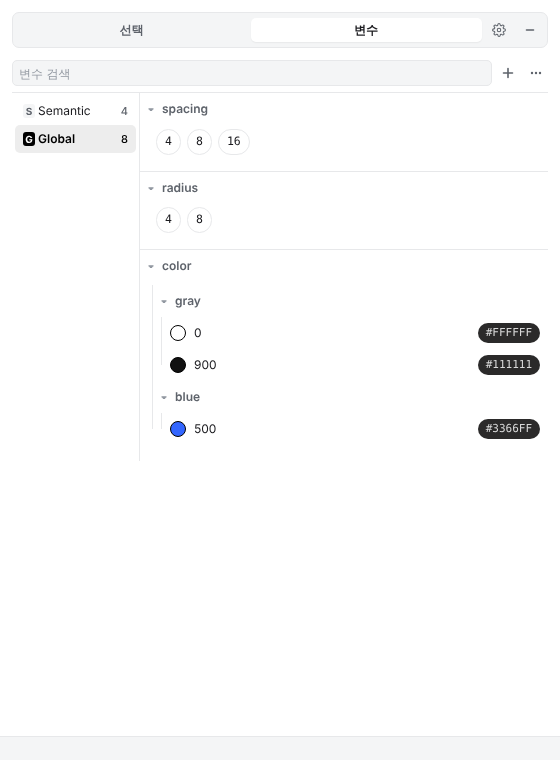 선택 변수
변수 검색
S Semantic 4
G Global 8
spacing
4 8 16
radius
4 8
color
gray
0 #FFFFFF
900 #111111
blue
500 #3366FF